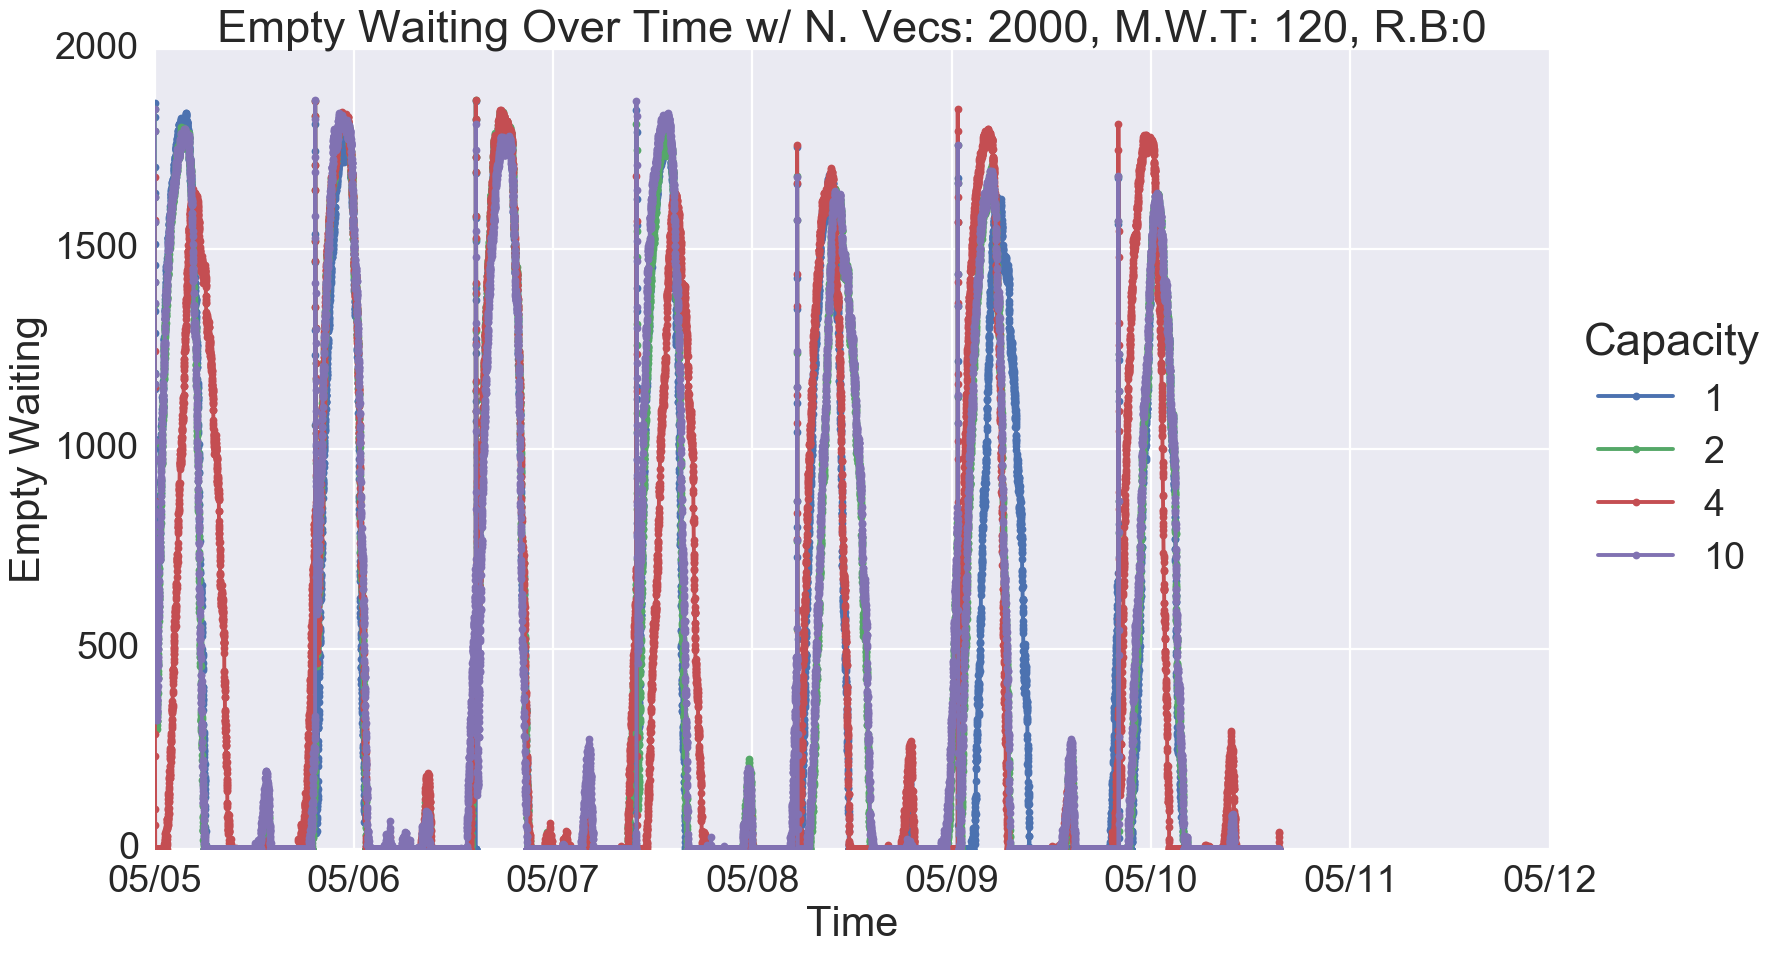 Empty Waiting Over Time w/ N. Vecs: 2000, M.W.T: 120, R.B:0
2000
1500
1000
500
0
Empty Waiting
05/05 05/06 05/07 05/08 05/09 05/10 05/11 05/12
Time
Capacity
1
2
4
10